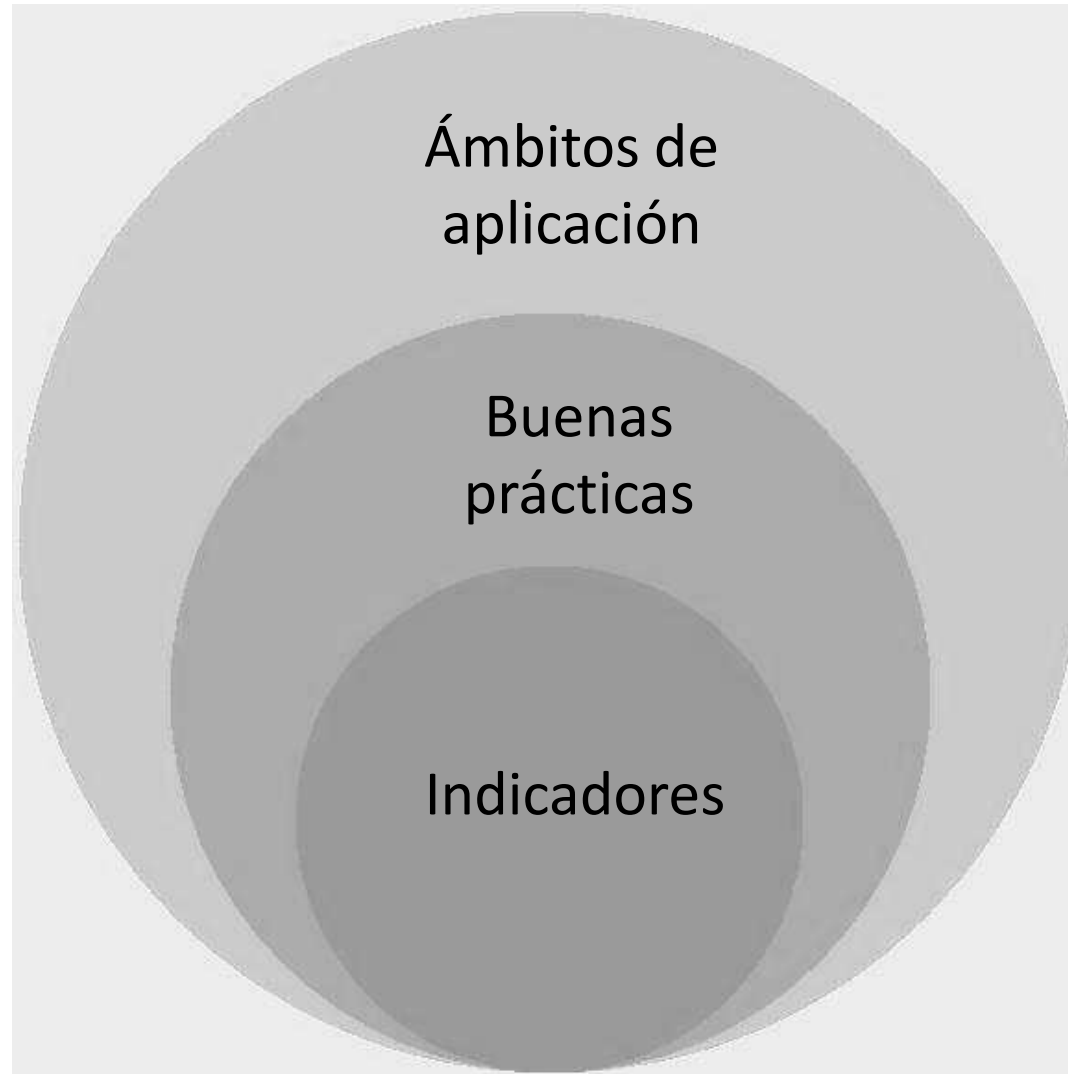 Ámbitos de
aplicación
Buenas
prácticas
Indicadores